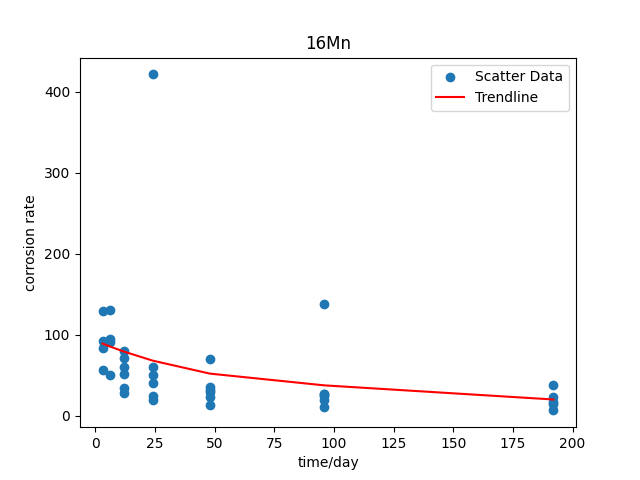 16Mn
Scatter Data
Trendline
400
300
200
100
0
corrosion rate
0 25 50 75 100 125 150 175 200
time/day